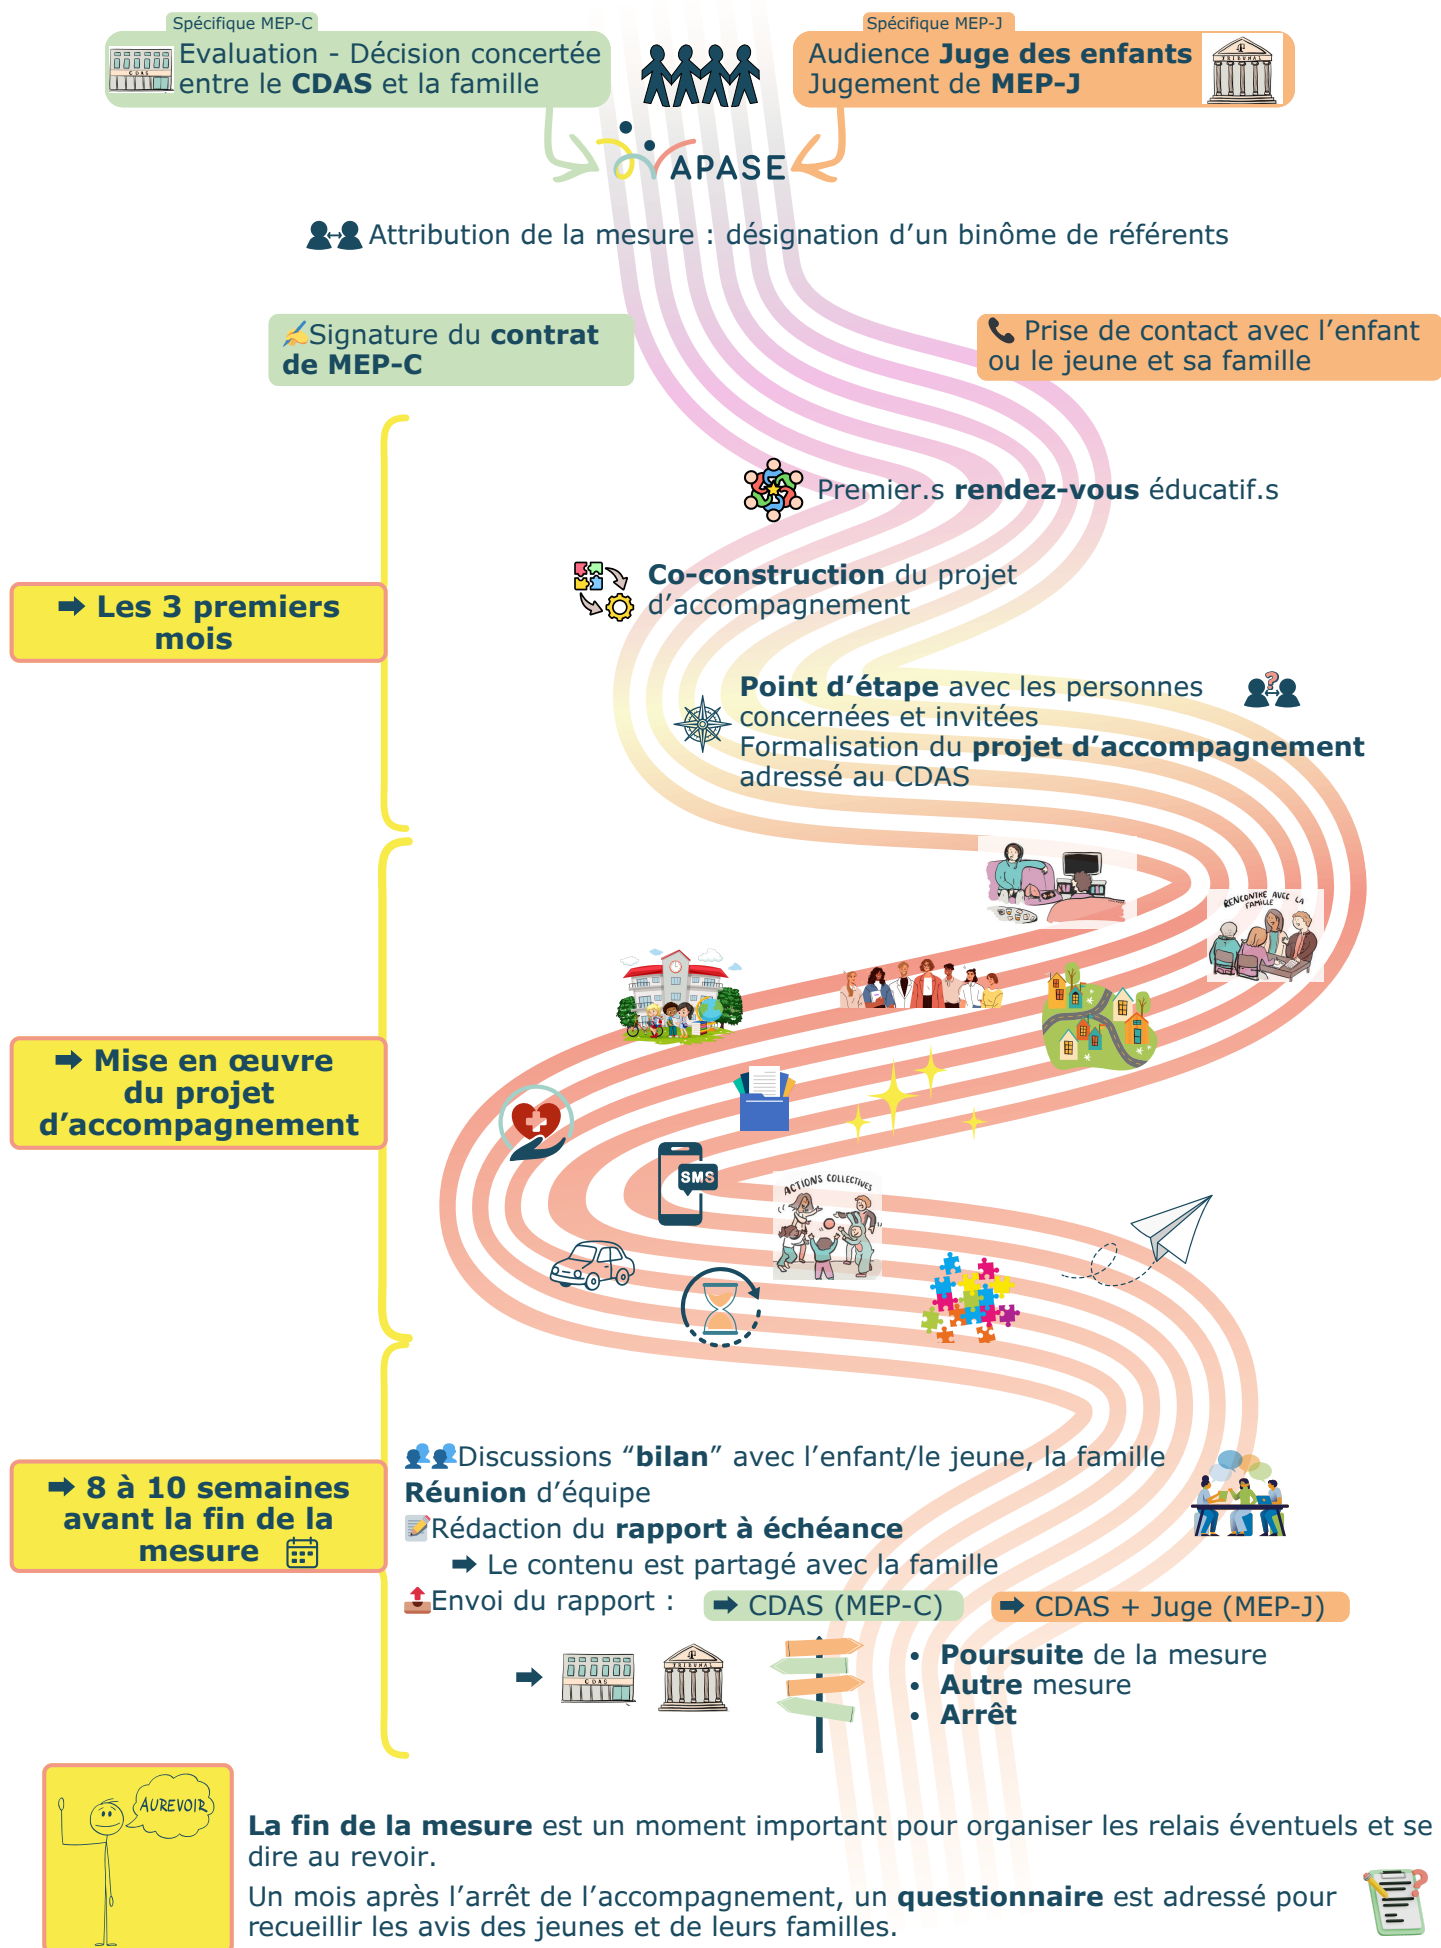 Spécifique MEP-C
Evaluation - Décision concertée
entre le CDAS et la famille
CDAS
Spécifique MEP-J
Audience Juge des enfants
Jugement de MEP-J
TRIBUNAL
APASE
Attribution de la mesure : désignation d’un binôme de référents
Signature du contrat
de MEP-C
Prise de contact avec l’enfant
ou le jeune et sa famille
Premier.s rendez-vous éducatif.s
Co-construction du projet
d’accompagnement
➡ Les 3 premiers
mois
Point d’étape avec les personnes
concernées et invitées
Formalisation du projet d’accompagnement
adressé au CDAS
RENCONTRE AVEC LA
FAMILLE
➡ Mise en œuvre
du projet
d’accompagnement
SMS
ACTIONS COLLECTIVES
➡ 8 à 10 semaines
avant la fin de la
mesure
Discussions “bilan” avec l’enfant/le jeune, la famille
Réunion d’équipe
Rédaction du rapport à échéance
➡ Le contenu est partagé avec la famille
Envoi du rapport :
➡ CDAS (MEP-C)
➡ CDAS + Juge (MEP-J)
CDAS
TRIBUNAL
• Poursuite de la mesure
• Autre mesure
• Arrêt
AUREVOIR
La fin de la mesure est un moment important pour organiser les relais éventuels et se
dire au revoir.
Un mois après l’arrêt de l’accompagnement, un questionnaire est adressé pour
recueillir les avis des jeunes et de leurs familles.